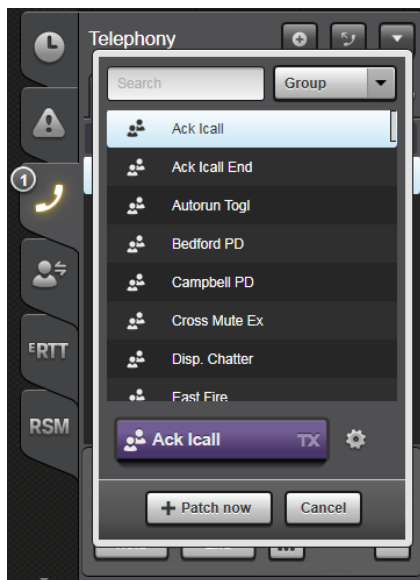 Telephony
Search
Group
Ack Icall
Ack Icall End
Autorun Togl
1
Bedford PD
Campbell PD
Cross Mute Ex
ERTT
Disp. Chatter
East Fire
RSM
Ack Icall TX
+ Patch now
Cancel